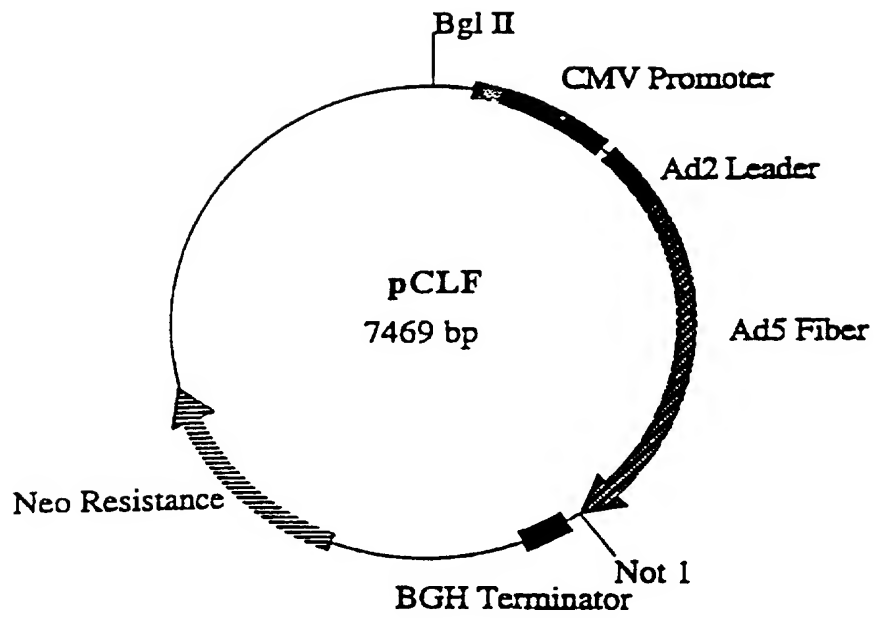 Bgl II
CMV Promoter
Ad2 Leader
pCLF
7469 bp
Ad5 Fiber
Neo Resistance
Not 1
BGH Terminator